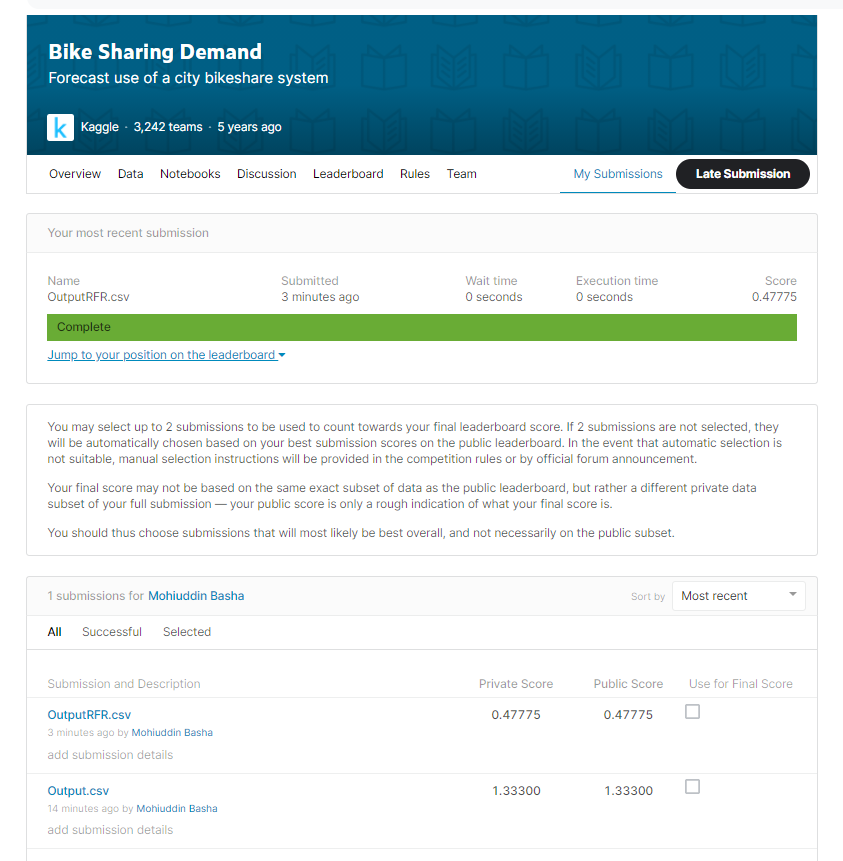 Bike Sharing Demand
Forecast use of a city bikeshare system
k Kaggle · 3,242 teams · 5 years ago
Overview Data Notebooks Discussion Leaderboard Rules Team My Submissions Late Submission
Your most recent submission
Name Submitted Wait time Execution time Score
OutputRFR.csv 3 minutes ago 0 seconds 0 seconds 0.47775
Complete
Jump to your position on the leaderboard
You may select up to 2 submissions to be used to count towards your final leaderboard score. If 2 submissions are not selected, they
will be automatically chosen based on your best submission scores on the public leaderboard. In the event that automatic selection is
not suitable, manual selection instructions will be provided in the competition rules or by official forum announcement.
Your final score may not be based on the same exact subset of data as the public leaderboard, but rather a different private data
subset of your full submission — your public score is only a rough indication of what your final score is.
You should thus choose submissions that will most likely be best overall, and not necessarily on the public subset.
1 submissions for Mohiuddin Basha Sort by Most recent
All Successful Selected
Submission and Description Private Score Public Score Use for Final Score
OutputRFR.csv 0.47775 0.47775
3 minutes ago by Mohiuddin Basha
add submission details
Output.csv 1.33300 1.33300
14 minutes ago by Mohiuddin Basha
add submission details